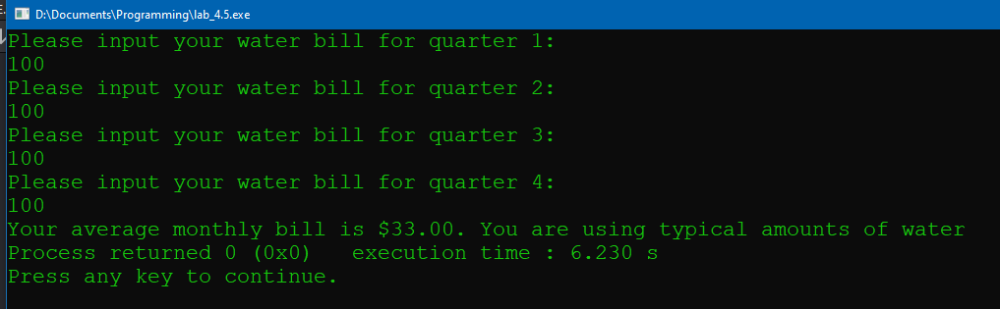 D:\Documents\Programming\lab_4.5.exe
Please input your water bill for quarter 1:
100
Please input your water bill for quarter 2:
100
Please input your water bill for quarter 3:
100
Please input your water bill for quarter 4:
100
Your average monthly bill is $33.00. You are using typical amounts of water
Process returned 0 (0x0)   execution time : 6.230 s
Press any key to continue.